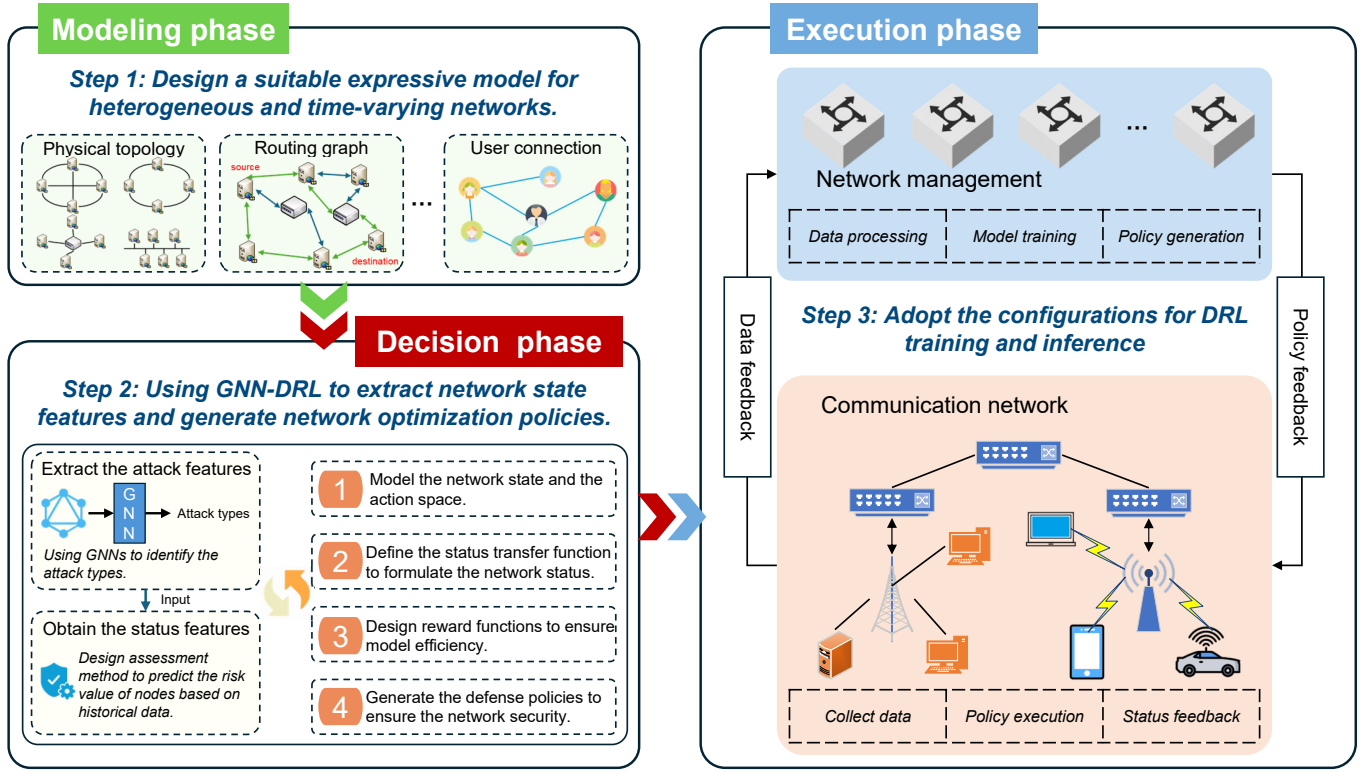 Modeling phase
Step 1: Design a suitable expressive model for
heterogeneous and time-varying networks.
Physical topology
Routing graph
source
destination
...
User connection
Decision phase
Step 2: Using GNN-DRL to extract network state
features and generate network optimization policies.
Extract the attack features
G
N
N
Attack types
Using GNNs to identify the
attack types.
Input
Obtain the status features
Design assessment
method to predict the risk
value of nodes based on
historical data.
1
Model the network state and the
action space.
2
Define the status transfer function
to formulate the network status.
3
Design reward functions to ensure
model efficiency.
4
Generate the defense policies to
ensure the network security.
Execution phase
...
Network management
Data processing
Model training
Policy generation
Data feedback
Step 3: Adopt the configurations for DRL
training and inference
Policy feedback
Communication network
Collect data
Policy execution
Status feedback